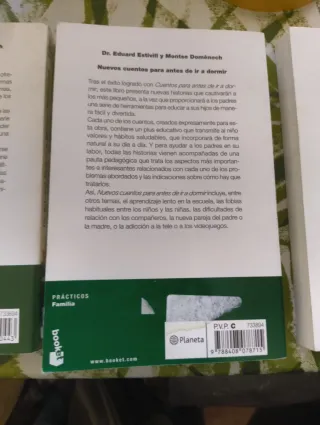 Dr. Eduard Estivill y Montse Domènech
Nuevos cuentos para antes de ir a dormir
Tras el éxito logrado con Cuentos para antes de ir a dor-
mir, este libro presenta nuevas historias que cautivarán a
los más pequeños, a la vez que proporcionará a los padres
una serie de herramientas para educar a sus hijos de mane-
ra fácil y divertida.
Cada uno de los cuentos, creados expresamente para es-
ta obra, contiene un plus educativo que transmite al niño
valores y hábitos saludables, que incorporará de forma
natural a su día a día. Y para ayudar a los padres en su
labor, todas las historias vienen acompañadas de una
pauta pedagógica que trata los aspectos más importan-
tes e interesantes relacionados con cada uno de los pro-
blemas abordados y las indicaciones sobre cómo hay que
tratarlos.
Así, Nuevos cuentos para antes de ir a dormir incluye, entre
otros temas, el aprendizaje lento en la escuela, las fobias
habituales entre los niños y las niñas, las dificultades de
relación con los compañeros, la nueva pareja del padre o
la madre, o la adicción a la tele o a los videojuegos.
PRÁCTICOS
Familia
booket
www.booket.com
Planeta
P.V.P. C
9 788408 078715